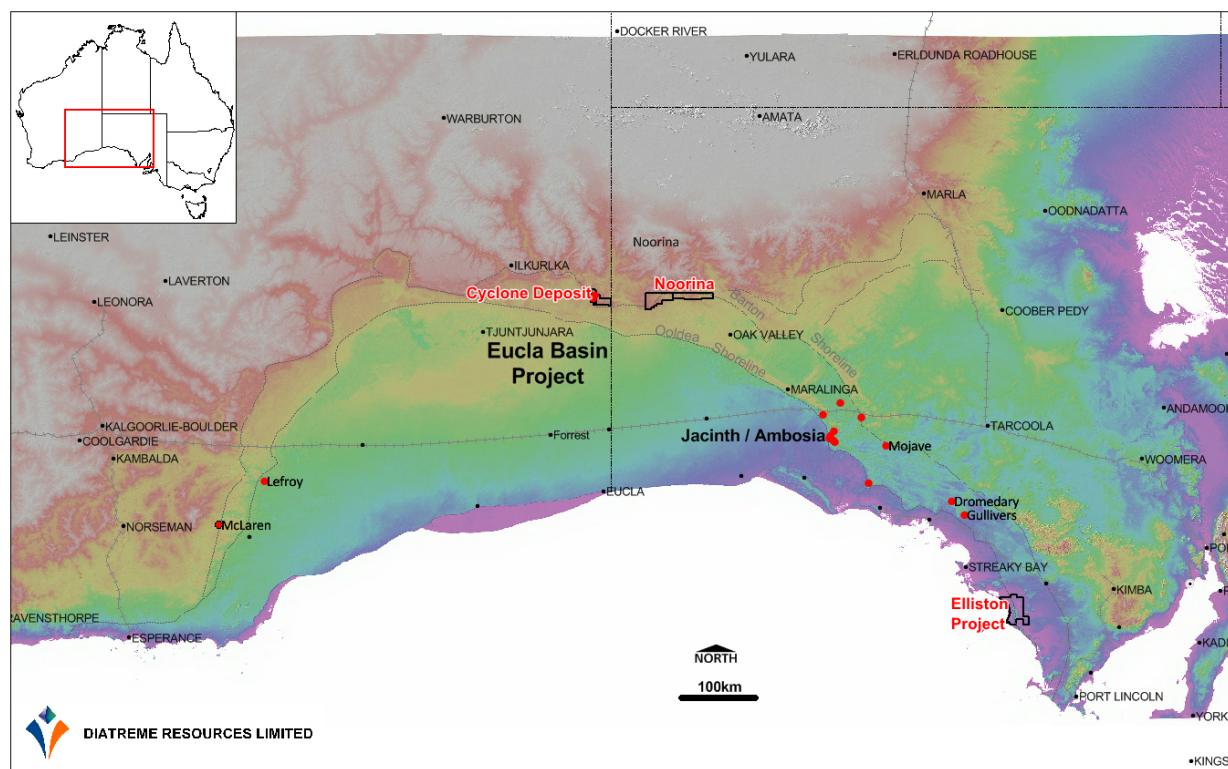 DOCKER RIVER
YULARA
ERLDUNDA ROADHOUSE
WARBURTON
AMATA
MARLA
OODNADATTA
LEINSTER
Noorina
ILKURLKA
LAVERTON
LEONORA
Cyclone Deposit
Noorina
Barton
Shoreline
COOBER PEDY
TJUNTJUNJARA
Ooldea
Shoreline
OAK VALLEY
Eucla Basin
Project
MARALINGA
ANDAMOO
KALGOORLIE-BOULDER
COOLGARDIE
Forrest
Jacinth / Ambosia
TARCOOLA
Mojave
KAMBALDA
WOOMERA
Lefroy
EUCLA
Dromedary
Gullivers
NORSEMAN
McLaren
STREAKY BAY
KIMBA
Elliston
Project
RAVENSTHORPE
ESPERANCE
KADI
NORTH
100km
PORT LINCOLN
YORK
DIATREME RESOURCES LIMITED
KINGS